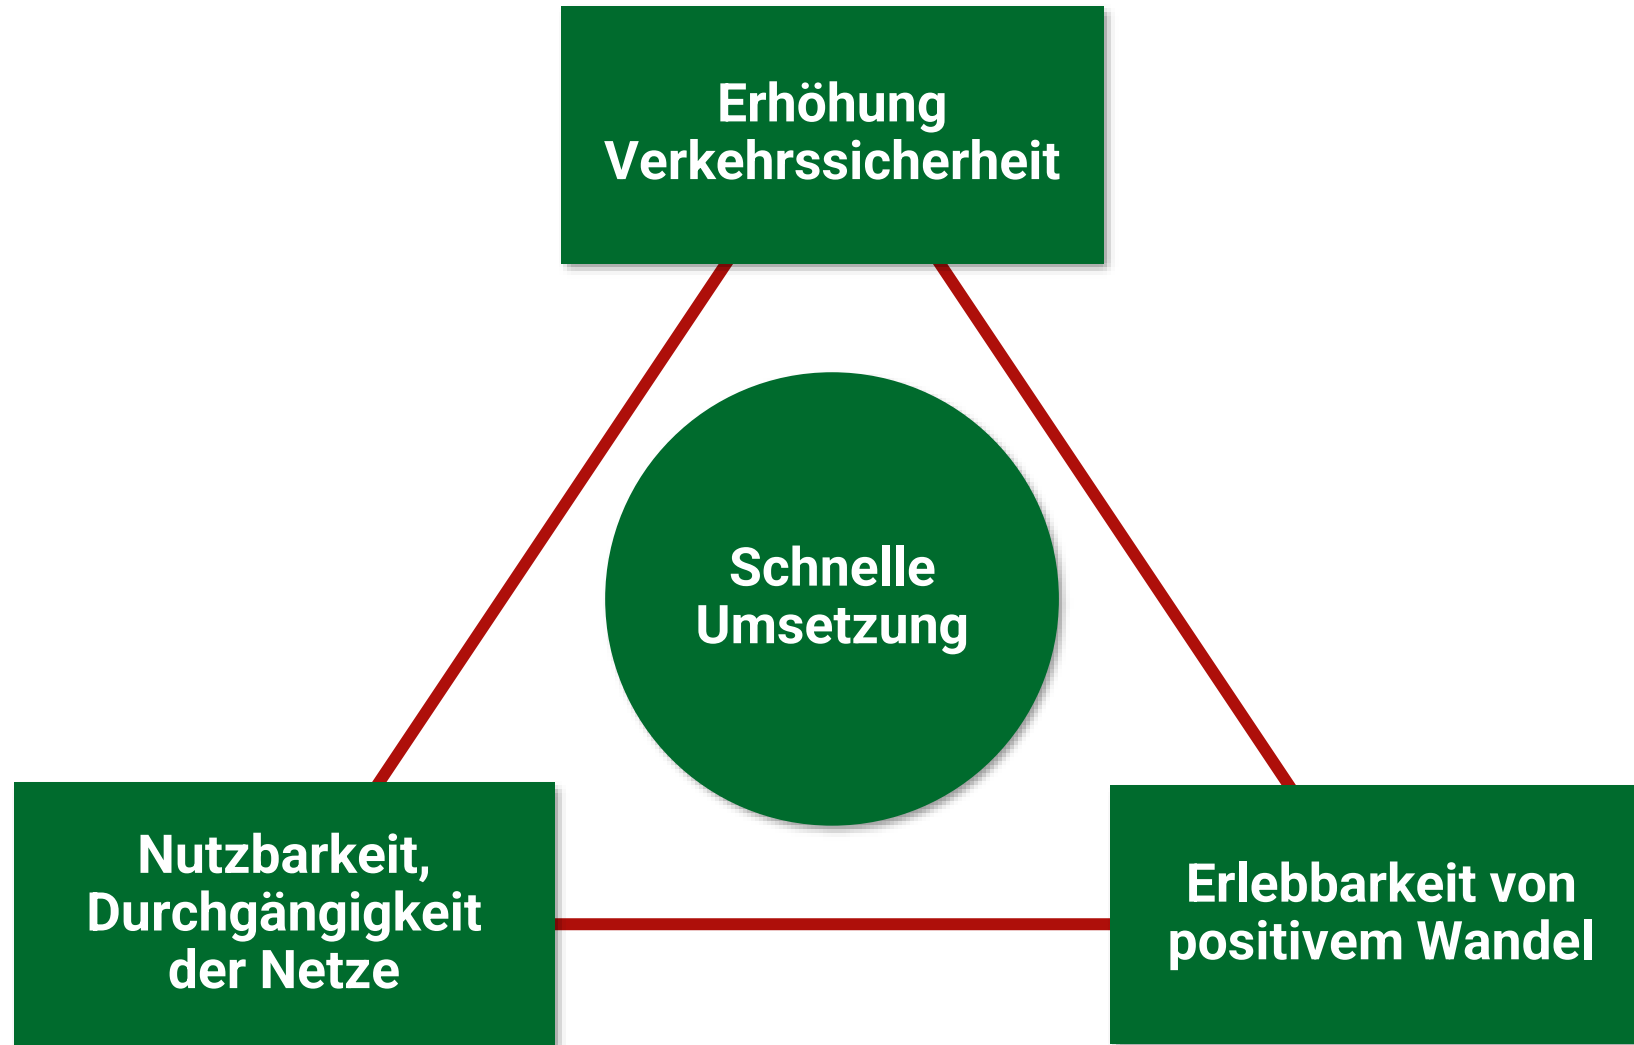 Erhöhung
Verkehrssicherheit
Schnelle
Umsetzung
Nutzbarkeit,
Durchgängigkeit
der Netze
Erlebbarkeit von
positivem Wandel